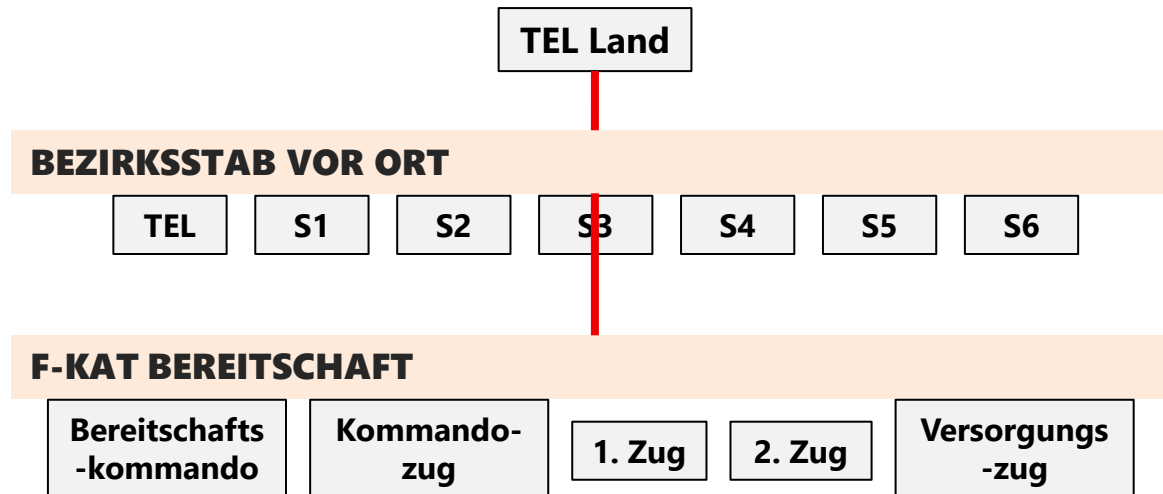 TEL Land
BEZIRKSSTAB VOR ORT
TEL S1 S2 S3 S4 S5 S6
F-KAT BEREITSCHAFT
Bereitschafts
-kommando
Kommando-
zug
1. Zug
2. Zug
Versorgungs
-zug